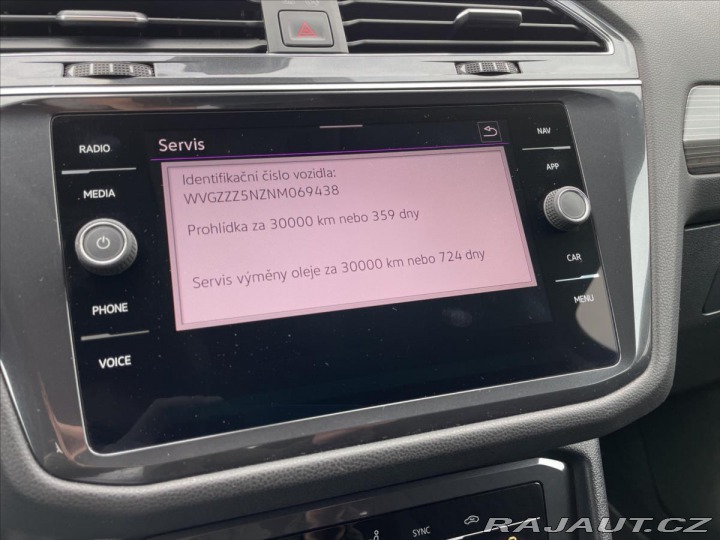 RADIO
MEDIA
PHONE
VOICE
Servis
Identifikační číslo vozidla:
WVGZZZ5NZNM069438
Prohlídka za 30000 km nebo 359 dny
Servis výměny oleje za 30000 km nebo 724 dny
NAV
APP
CAR
MENU
SYNC
RAJAUT.CZ